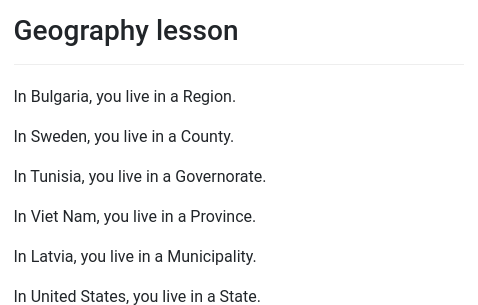 Geography lesson
In Bulgaria, you live in a Region.
In Sweden, you live in a County.
In Tunisia, you live in a Governorate.
In Viet Nam, you live in a Province.
In Latvia, you live in a Municipality.
In United States, you live in a State.